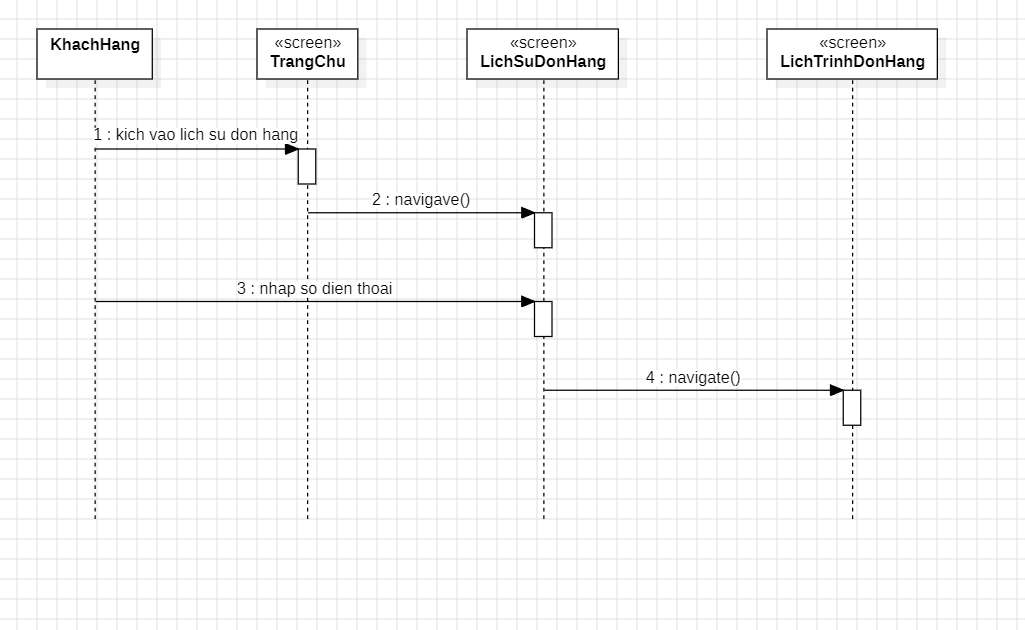 KhachHang
«screen»
TrangChu
«screen»
LichSuDonHang
«screen»
LichTrinhDonHang
1 : kich vao lich su don hang
2 : navigave()
3 : nhap so dien thoai
4 : navigate()